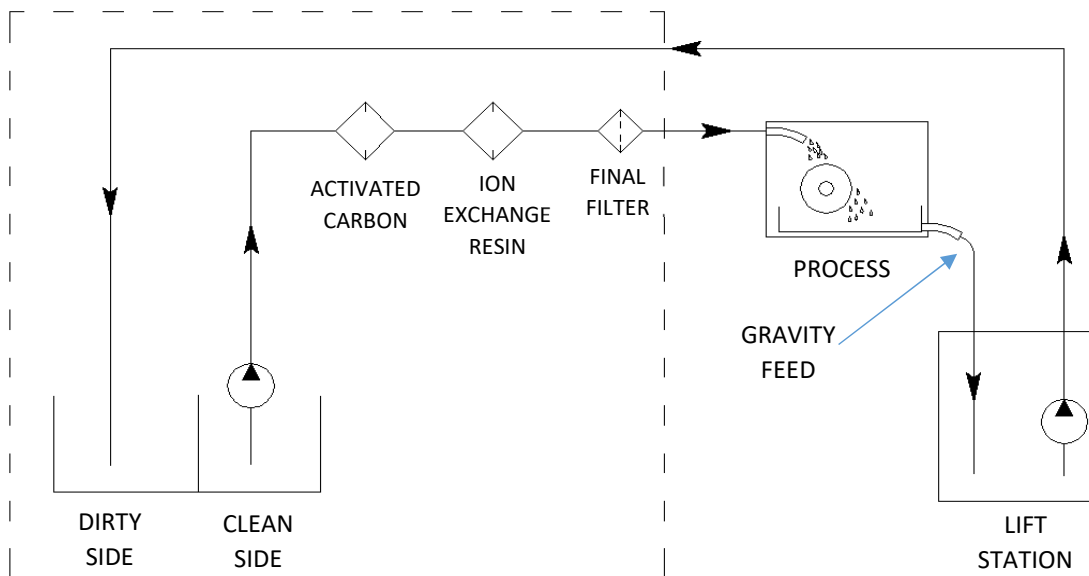 ACTIVATED
CARBON
ION
EXCHANGE
RESIN
FINAL
FILTER
PROCESS
GRAVITY
FEED
DIRTY
SIDE
CLEAN
SIDE
LIFT
STATION